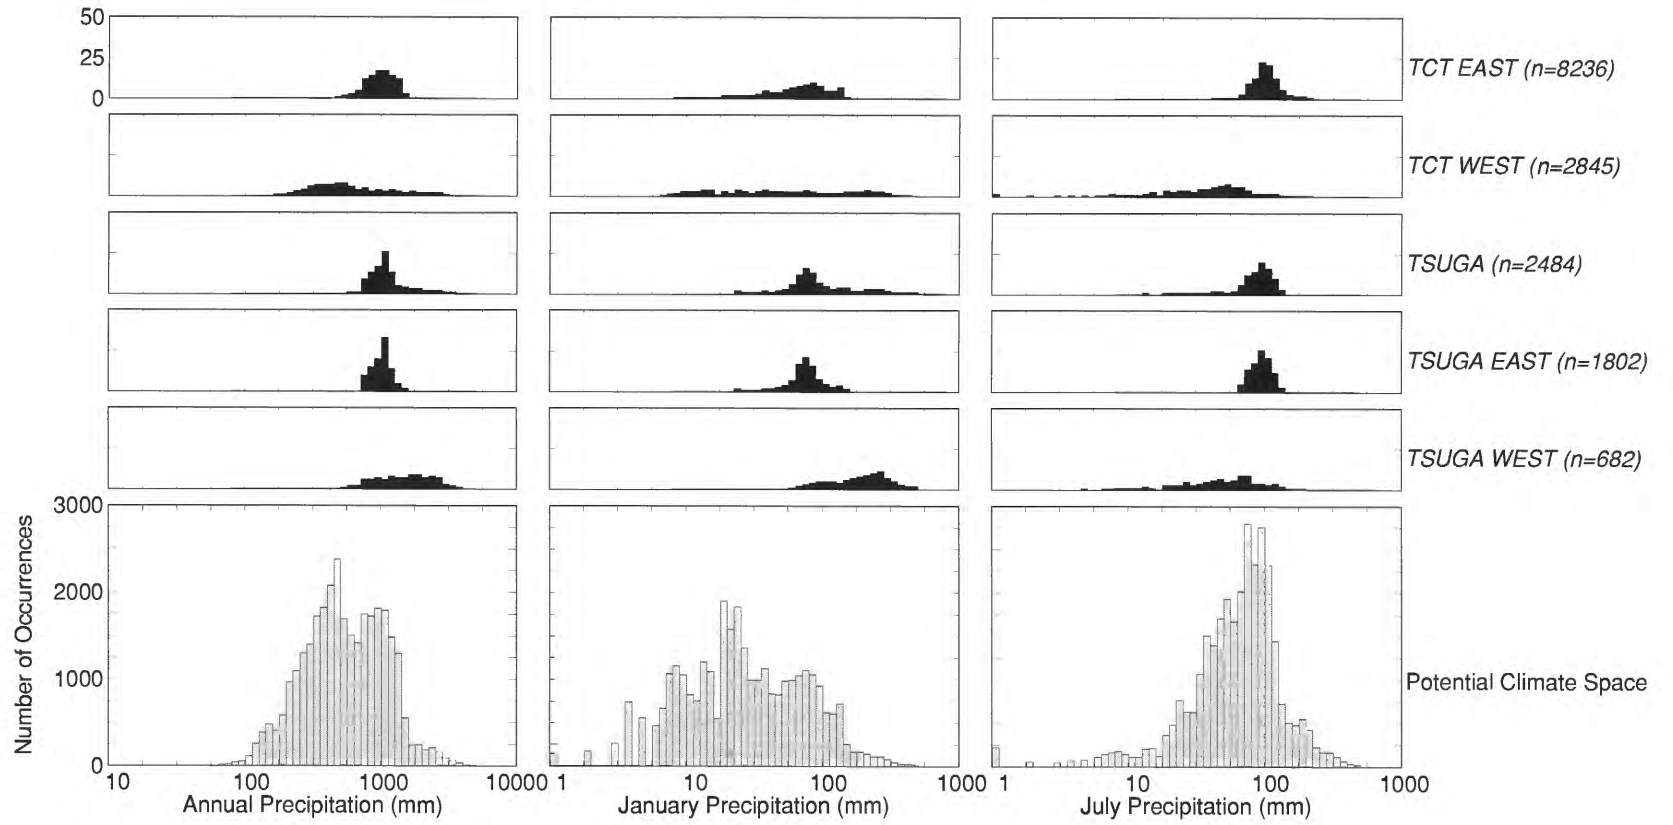 50
25
0
TCT EAST (n=8236)
TCT WEST (n=2845)
TSUGA (n=2484)
TSUGA EAST (n=1802)
TSUGA WEST (n=682)
Number of Occurrences
3000
2000
1000
0
Potential Climate Space
10 100 1000 10000
1 10 100 1000
1 10 100 1000
Annual Precipitation (mm)
January Precipitation (mm)
July Precipitation (mm)